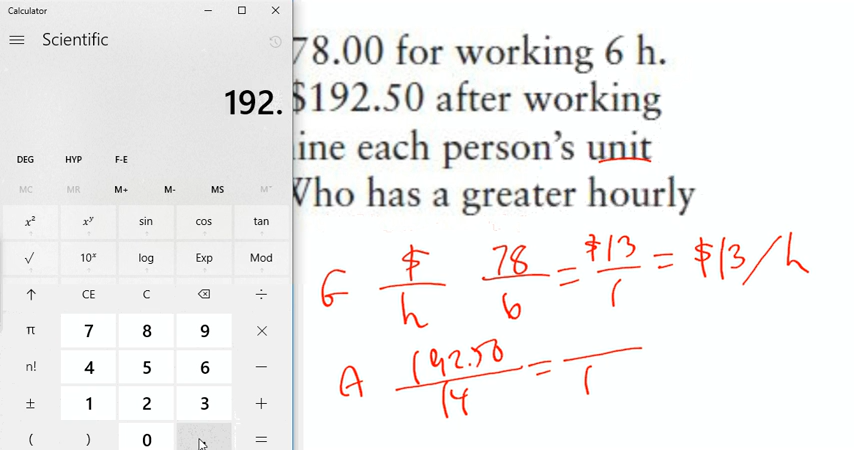 Calculator
Scientific
192.
DEG HYP F-E
MC MR M+ M- MS M˅
x² xʸ sin cos tan
√ 10ˣ log Exp Mod
↑ CE C ⌫ ÷
π 7 8 9 ×
n! 4 5 6 −
± 1 2 3 +
( ) 0 . =
78.00 for working 6 h.
$192.50 after working
ine each person's unit
Who has a greater hourly
G $/h 78/6 = $13/1 = $13/h
A 192.50/14 = /1